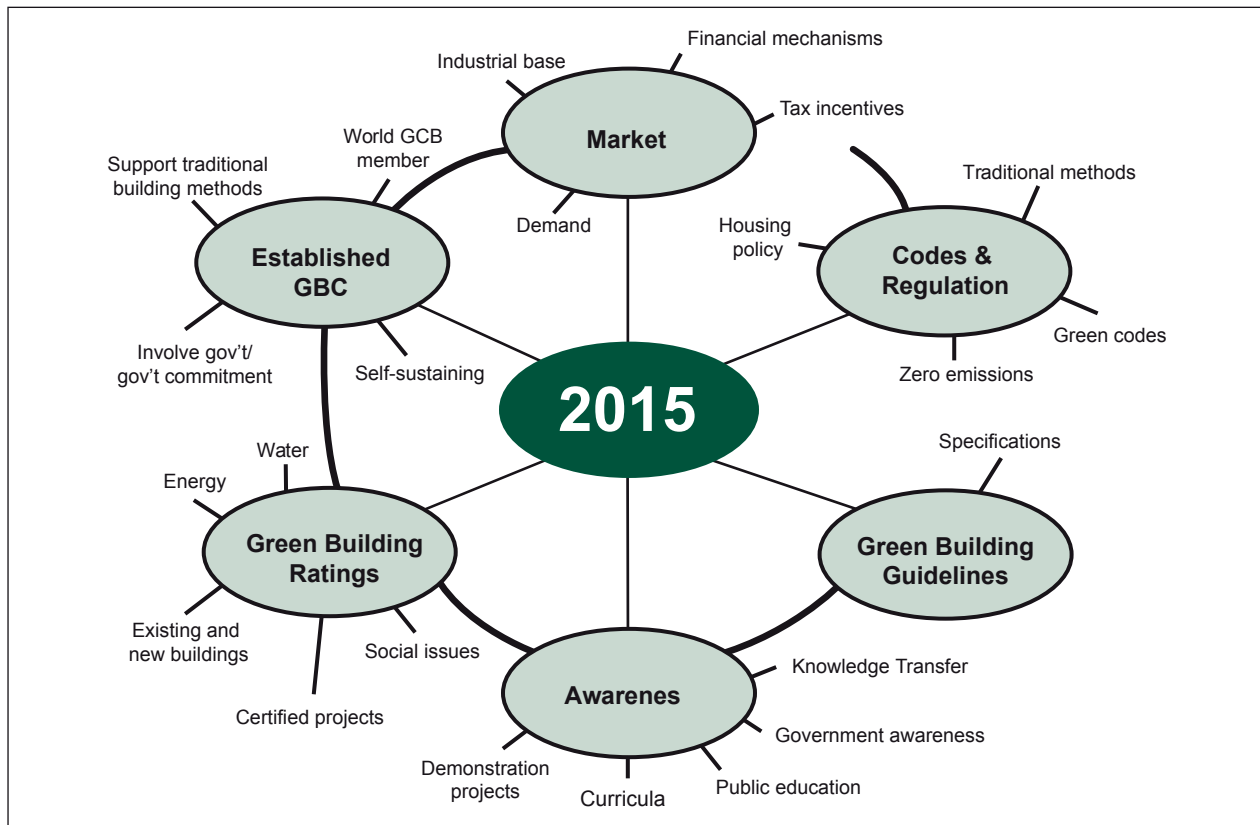 Financial mechanisms
Industrial base
Tax incentives
Market
World GCB
member
Support traditional
building methods
Traditional methods
Demand
Housing
policy
Established
GBC
Codes &
Regulation
Green codes
Involve gov't/
gov't commitment
Self-sustaining
Zero emissions
2015
Specifications
Water
Energy
Green Building
Ratings
Green Building
Guidelines
Existing and
new buildings
Social issues
Certified projects
Awarenes
Knowledge Transfer
Government awareness
Demonstration
projects
Curricula
Public education